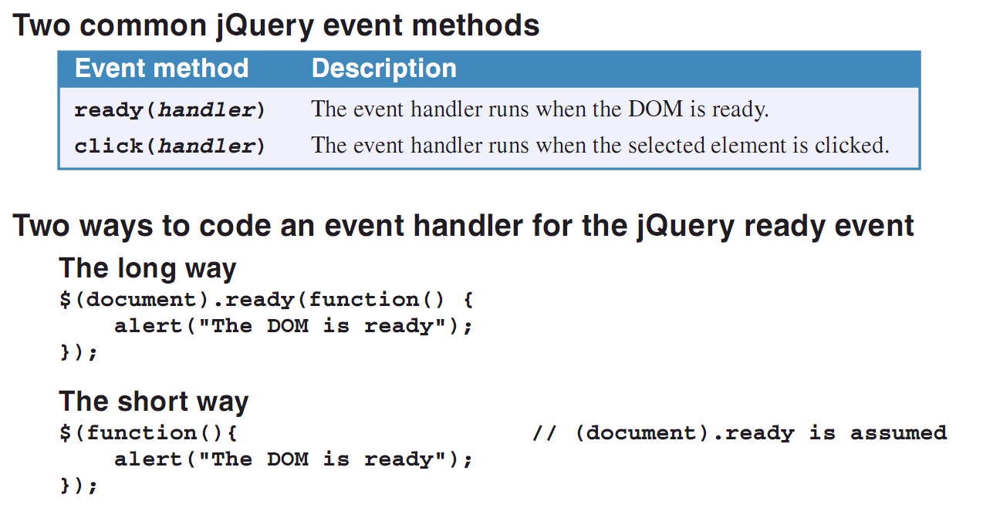 Two common jQuery event methods
Event method Description
ready(handler) The event handler runs when the DOM is ready.
click(handler) The event handler runs when the selected element is clicked.
Two ways to code an event handler for the jQuery ready event
The long way
$(document).ready(function() {
    alert("The DOM is ready");
});
The short way
$(function(){ // (document).ready is assumed
    alert("The DOM is ready");
});